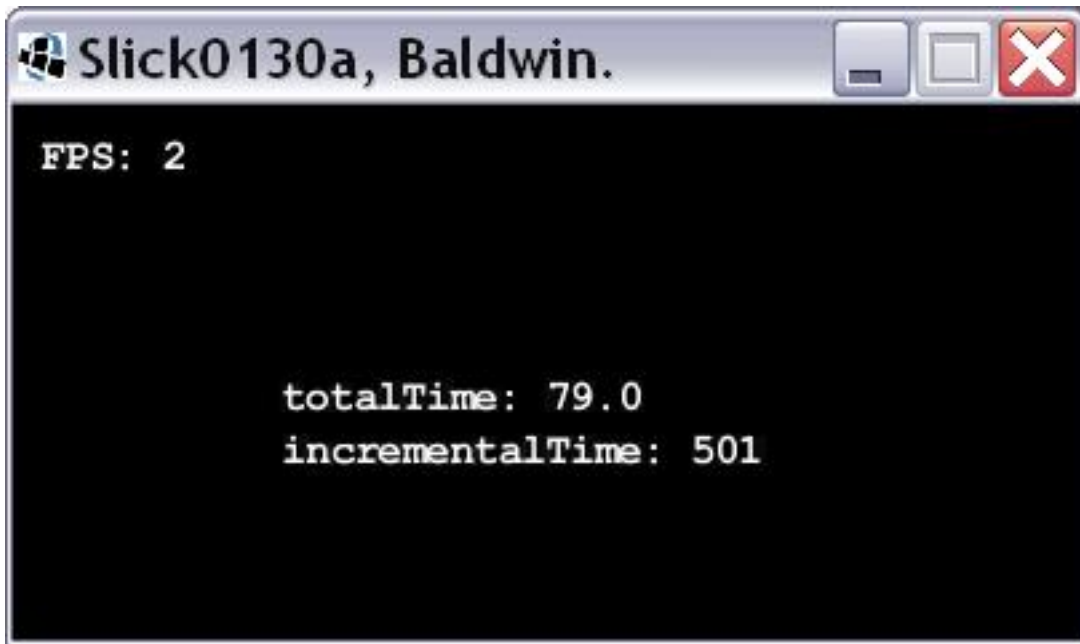 Slick0130a, Baldwin.
FPS: 2
totalTime: 79.0
incrementalTime: 501